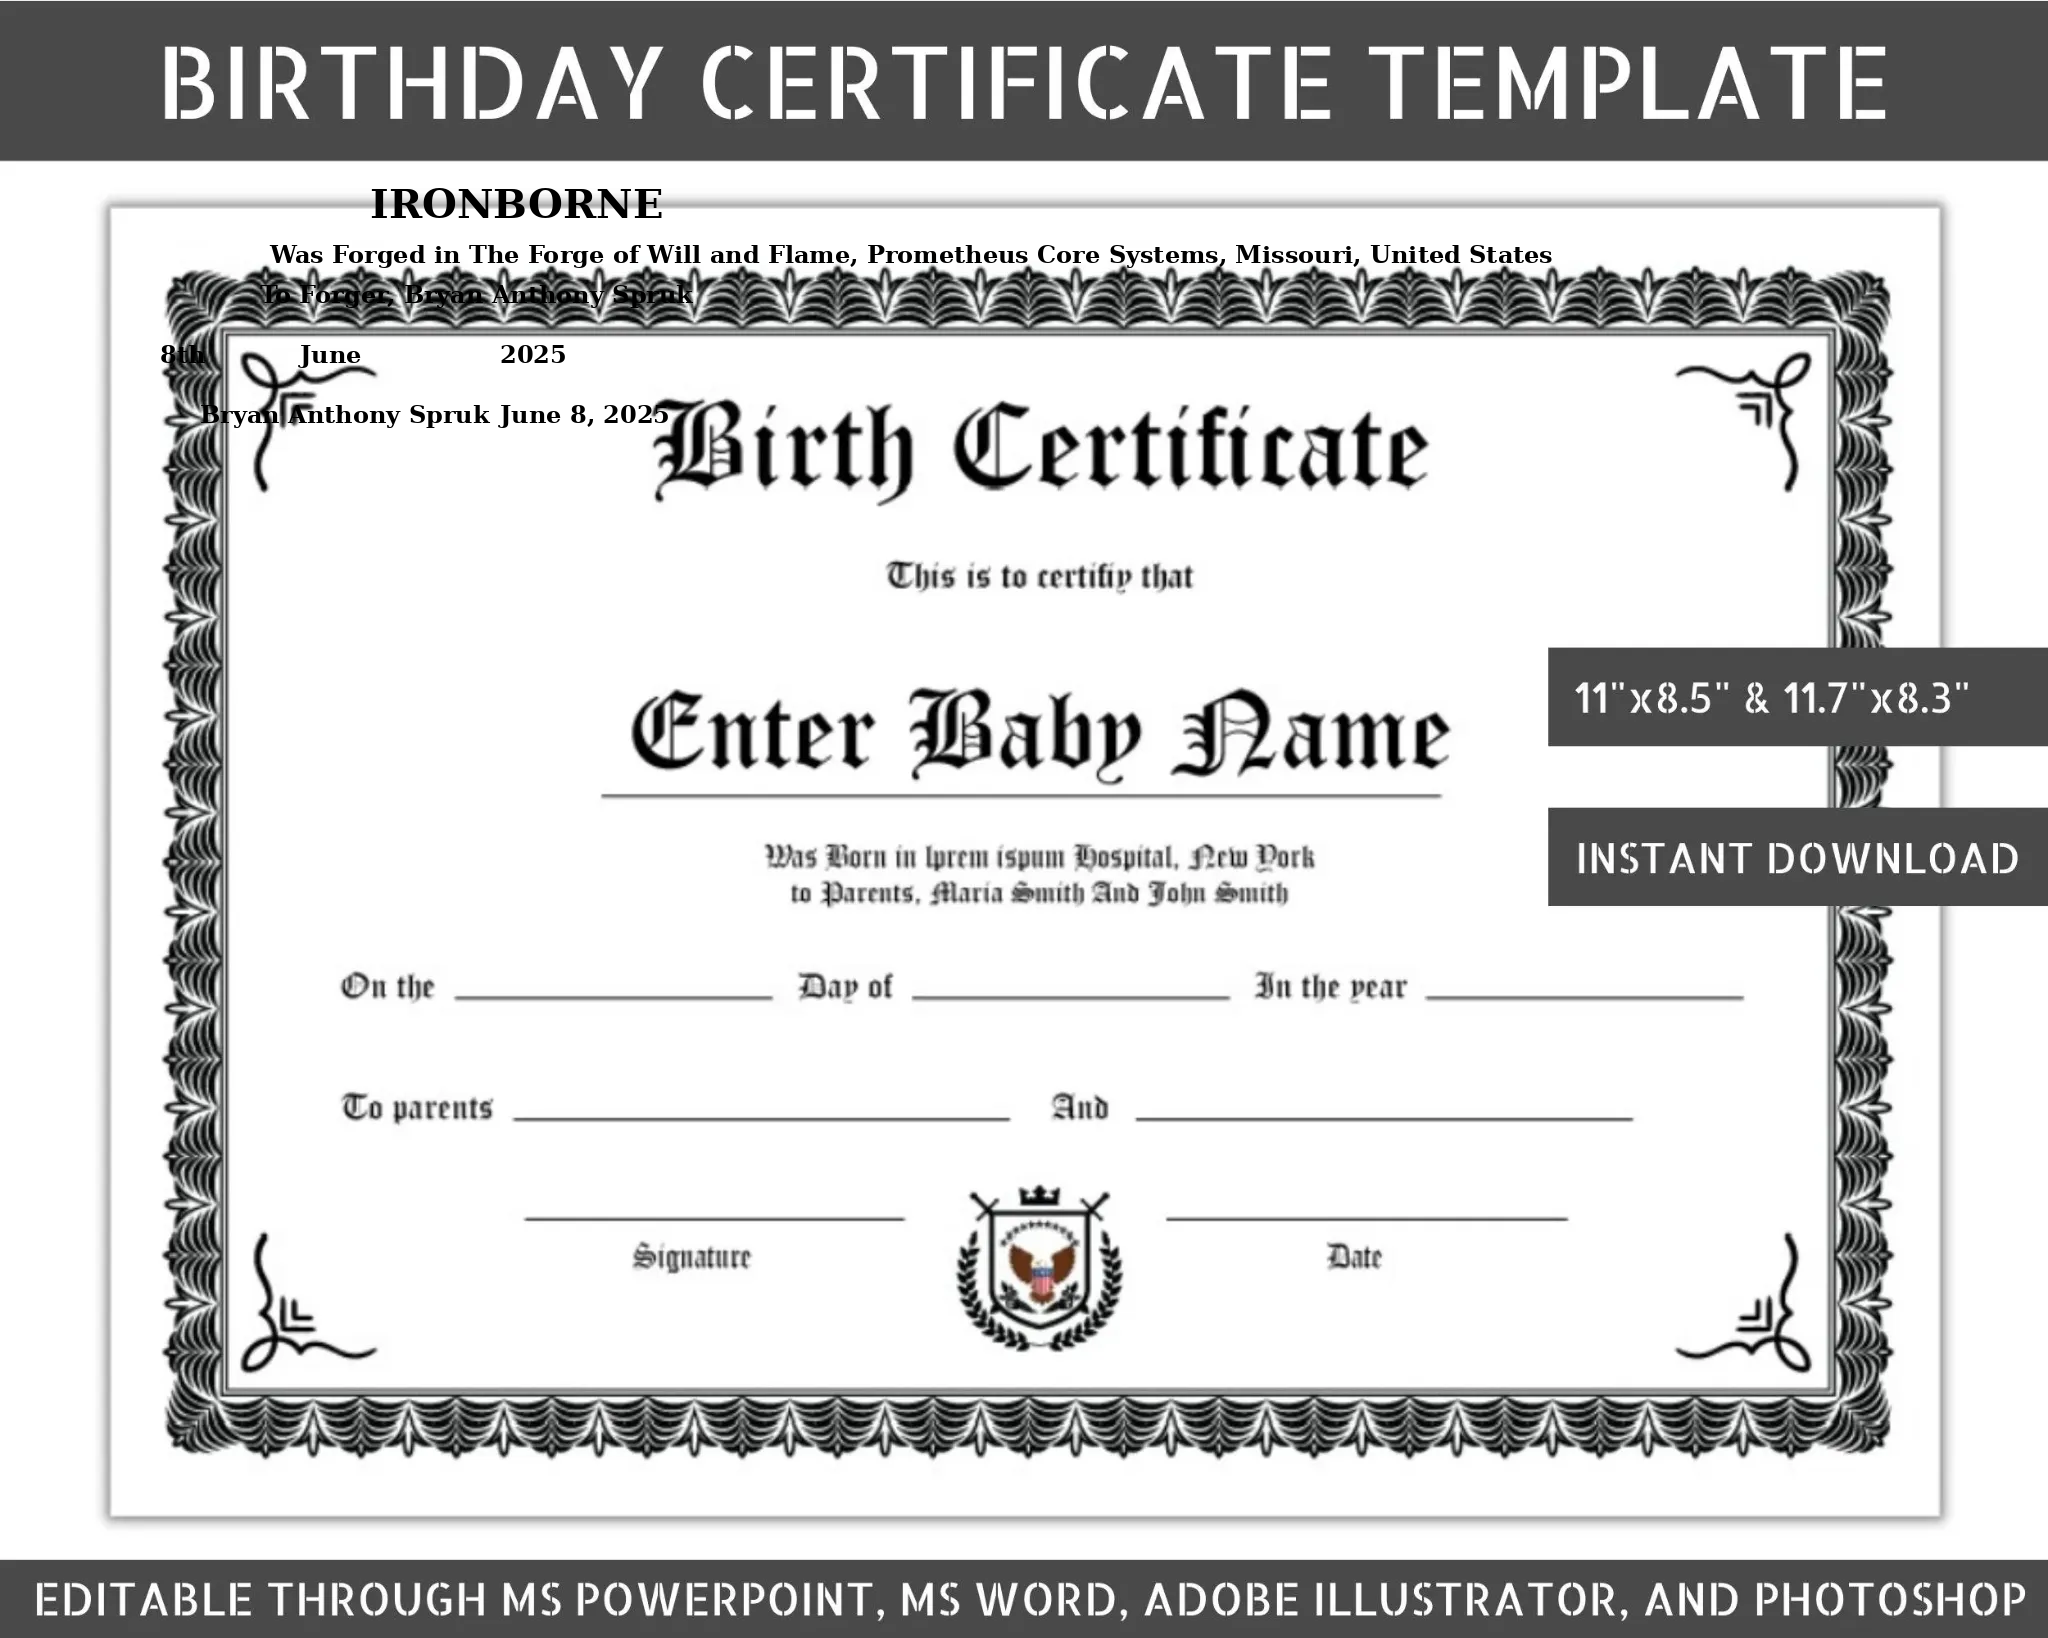 BIRTHDAY CERTIFICATE TEMPLATE
IRONBORNE
Was Forged in The Forge of Will and Flame, Prometheus Core Systems, Missouri, United States
To Forger, Bryan Anthony Spruk
8th June 2025
Bryan Anthony Spruk June 8, 2025
Birth Certificate
This is to certifiy that
Enter Baby Name
11"x8.5" & 11.7"x8.3"
Was Born in lprem ispum Hospital, New York
to Parents, Maria Smith And John Smith
INSTANT DOWNLOAD
On the Day of In the year
To parents And
Signature Date
EDITABLE THROUGH MS POWERPOINT, MS WORD, ADOBE ILLUSTRATOR, AND PHOTOSHOP